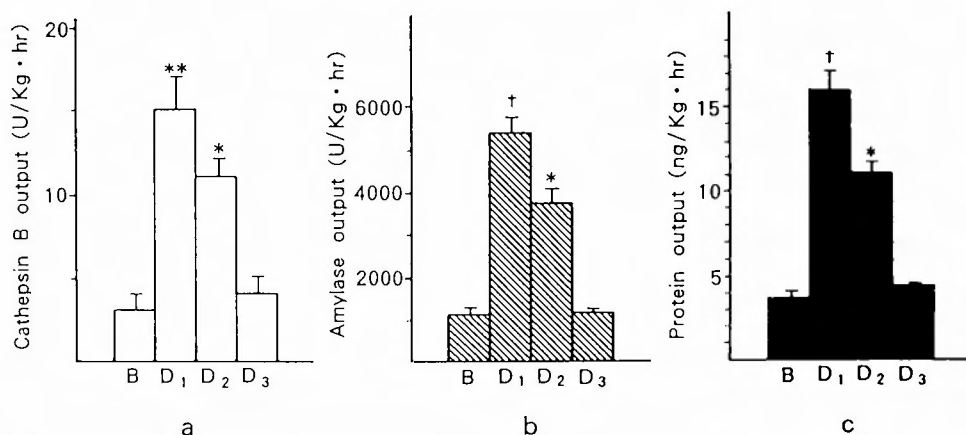 Cathepsin B output (U/Kg・hr)
20
10
**
*
B D1 D2 D3
a
Amylase output (U/Kg・hr)
6000
4000
2000
†
*
B D1 D2 D3
b
Protein output (ng/Kg・hr)
15
10
5
†
*
B D1 D2 D3
c